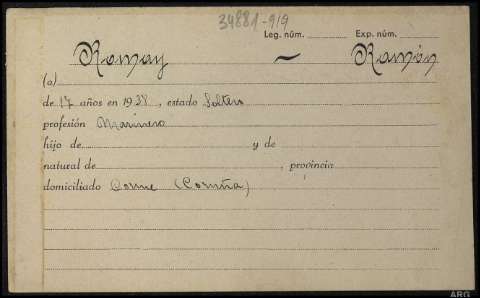 34881-919
Leg. núm. Exp. núm.
Romay ~ Ramón
(a)
de 17 años en 1938, estado Soltero
profesión Marinero
hijo de y de
natural de , provincia
domiciliado Corme (Coruña)
ARG